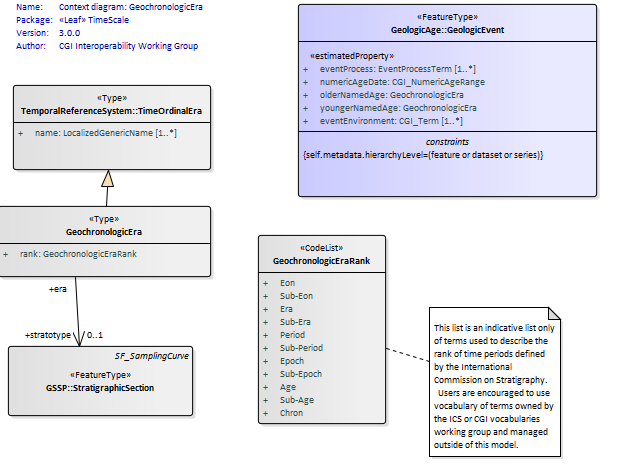 Name: Context diagram: GeochronologicEra
Package: «Leaf» TimeScale
Version: 3.0.0
Author: CGI Interoperability Working Group
«FeatureType»
GeologicAge::GeologicEvent
«estimatedProperty»
+ eventProcess: EventProcessTerm [1..*]
+ numericAgeDate: CGI_NumericAgeRange
+ olderNamedAge: GeochronologicEra
+ youngerNamedAge: GeochronologicEra
+ eventEnvironment: CGI_Term [1..*]
constraints
{self.metadata.hierarchyLevel=(feature or dataset or series)}
«Type»
TemporalReferenceSystem::TimeOrdinalEra
+ name: LocalizedGenericName [1..*]
«Type»
GeochronologicEra
+ rank: GeochronologicEraRank
+era
+stratotype 0..1
SF_SamplingCurve
«FeatureType»
GSSP::StratigraphicSection
«CodeList»
GeochronologicEraRank
+ Eon
+ Sub-Eon
+ Era
+ Sub-Era
+ Period
+ Sub-Period
+ Epoch
+ Sub-Epoch
+ Age
+ Sub-Age
+ Chron
This list is an indicative list only
of terms used to describe the
rank of time periods defined
by the International
Commission on Stratigraphy.
Users are encouraged to use
vocabulary of terms owned by
the ICS or CGI vocabularies
working group and managed
outside of this model.